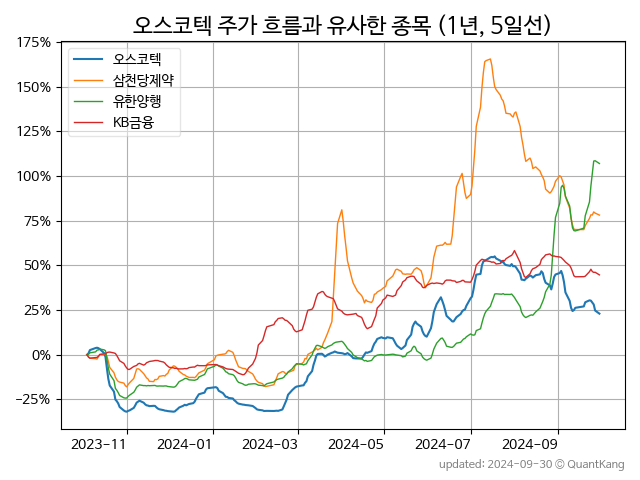 오스코텍 주가 흐름과 유사한 종목 (1년, 5일선)
175%
150%
125%
100%
75%
50%
25%
0%
−25%
오스코텍
삼천당제약
유한양행
KB금융
2023-11 2024-01 2024-03 2024-05 2024-07 2024-09
updated: 2024-09-30 © QuantKang